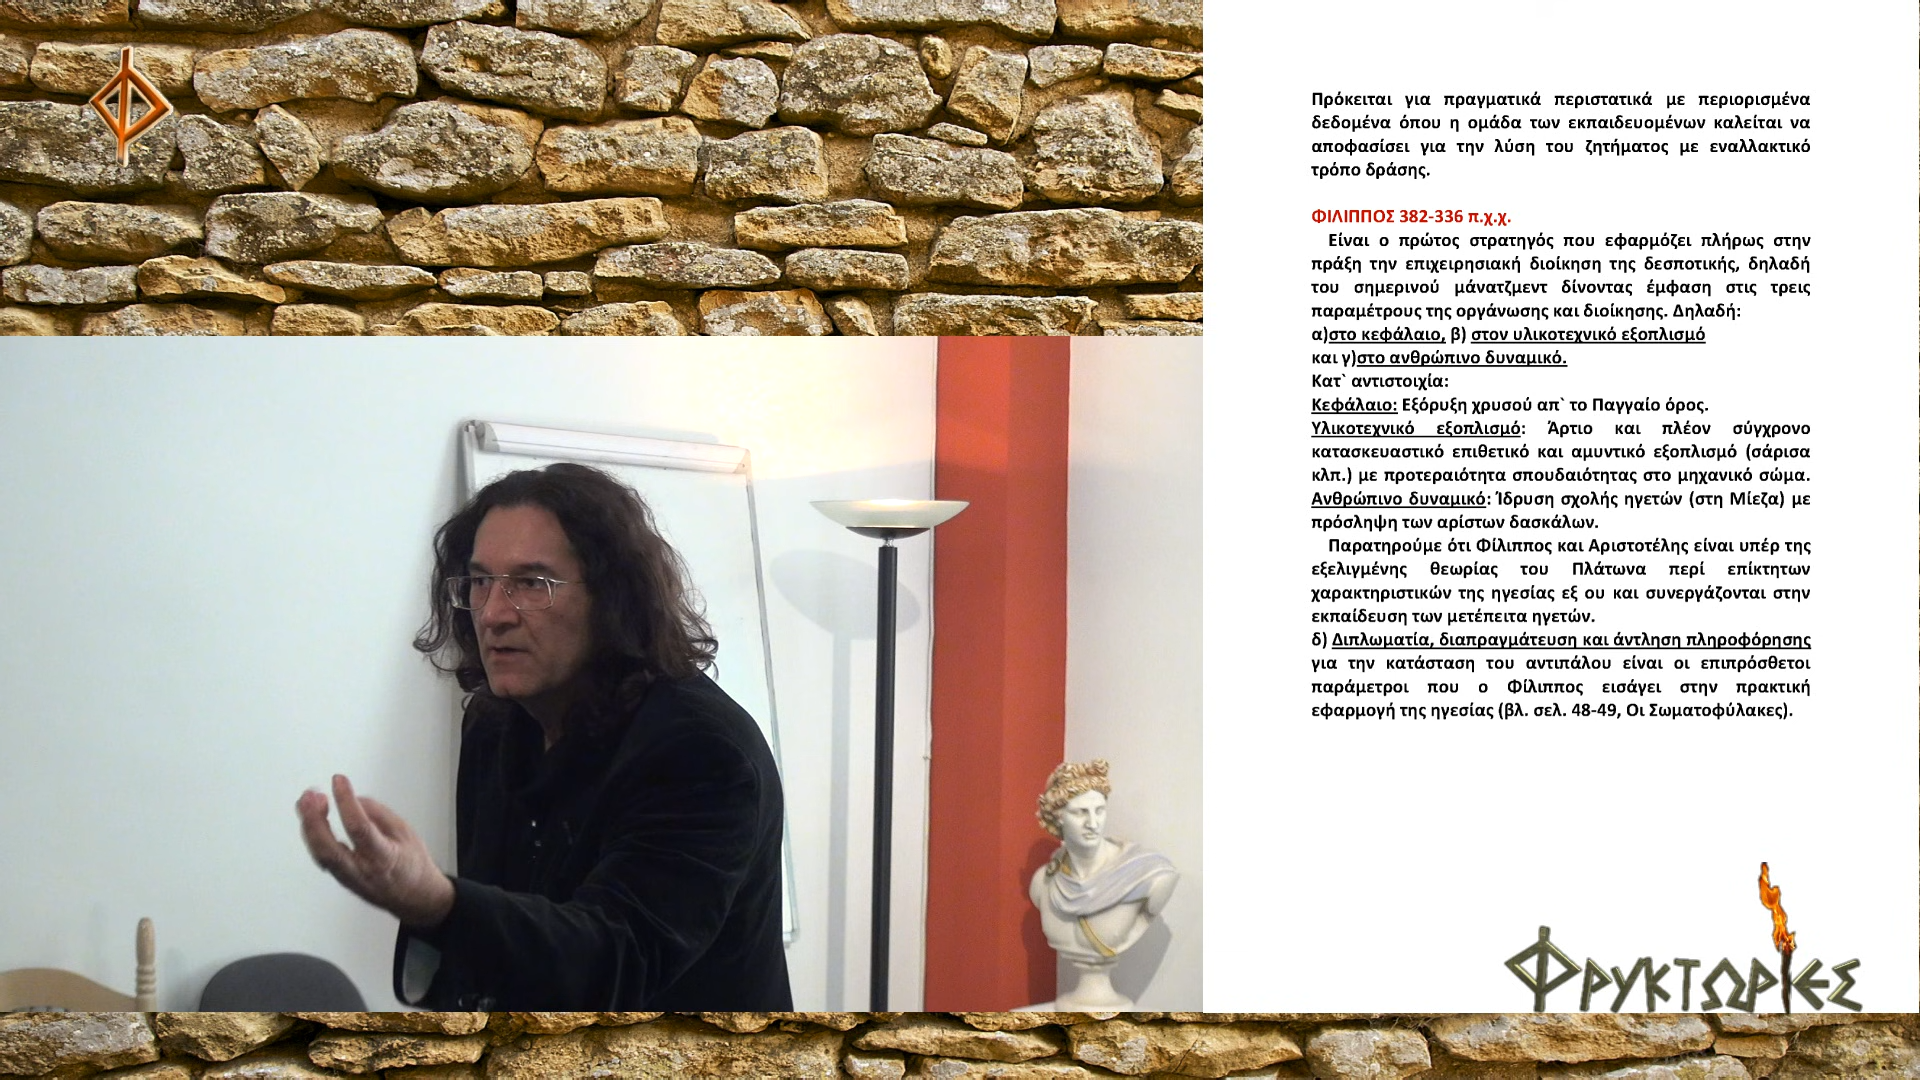 Πρόκειται για πραγματικά περιστατικά με περιορισμένα
δεδομένα όπου η ομάδα των εκπαιδευομένων καλείται να
αποφασίσει για την λύση του ζητήματος με εναλλακτικό
τρόπο δράσης.
ΦΙΛΙΠΠΟΣ 382-336 π.χ.χ.
Είναι ο πρώτος στρατηγός που εφαρμόζει πλήρως στην
πράξη την επιχειρησιακή διοίκηση της δεσποτικής, δηλαδή
του σημερινού μάνατζμεντ δίνοντας έμφαση στις τρεις
παραμέτρους της οργάνωσης και διοίκησης. Δηλαδή:
α)στο κεφάλαιο, β) στον υλικοτεχνικό εξοπλισμό
και γ)στο ανθρώπινο δυναμικό.
Κατ` αντιστοιχία:
Κεφάλαιο: Εξόρυξη χρυσού απ` το Παγγαίο όρος.
Υλικοτεχνικό εξοπλισμό: Άρτιο και πλέον σύγχρονο
κατασκευαστικό επιθετικό και αμυντικό εξοπλισμό (σάρισα
κλπ.) με προτεραιότητα σπουδαιότητας στο μηχανικό σώμα.
Ανθρώπινο δυναμικό: Ίδρυση σχολής ηγετών (στη Μίεζα) με
πρόσληψη των αρίστων δασκάλων.
Παρατηρούμε ότι Φίλιππος και Αριστοτέλης είναι υπέρ της
εξελιγμένης θεωρίας του Πλάτωνα περί επίκτητων
χαρακτηριστικών της ηγεσίας εξ ου και συνεργάζονται στην
εκπαίδευση των μετέπειτα ηγετών.
δ) Διπλωματία, διαπραγμάτευση και άντληση πληροφόρησης
για την κατάσταση του αντιπάλου είναι οι επιπρόσθετοι
παράμετροι που ο Φίλιππος εισάγει στην πρακτική
εφαρμογή της ηγεσίας (βλ. σελ. 48-49, Οι Σωματοφύλακες).
ΦΡΥΚΤΩΡΙΕΣ